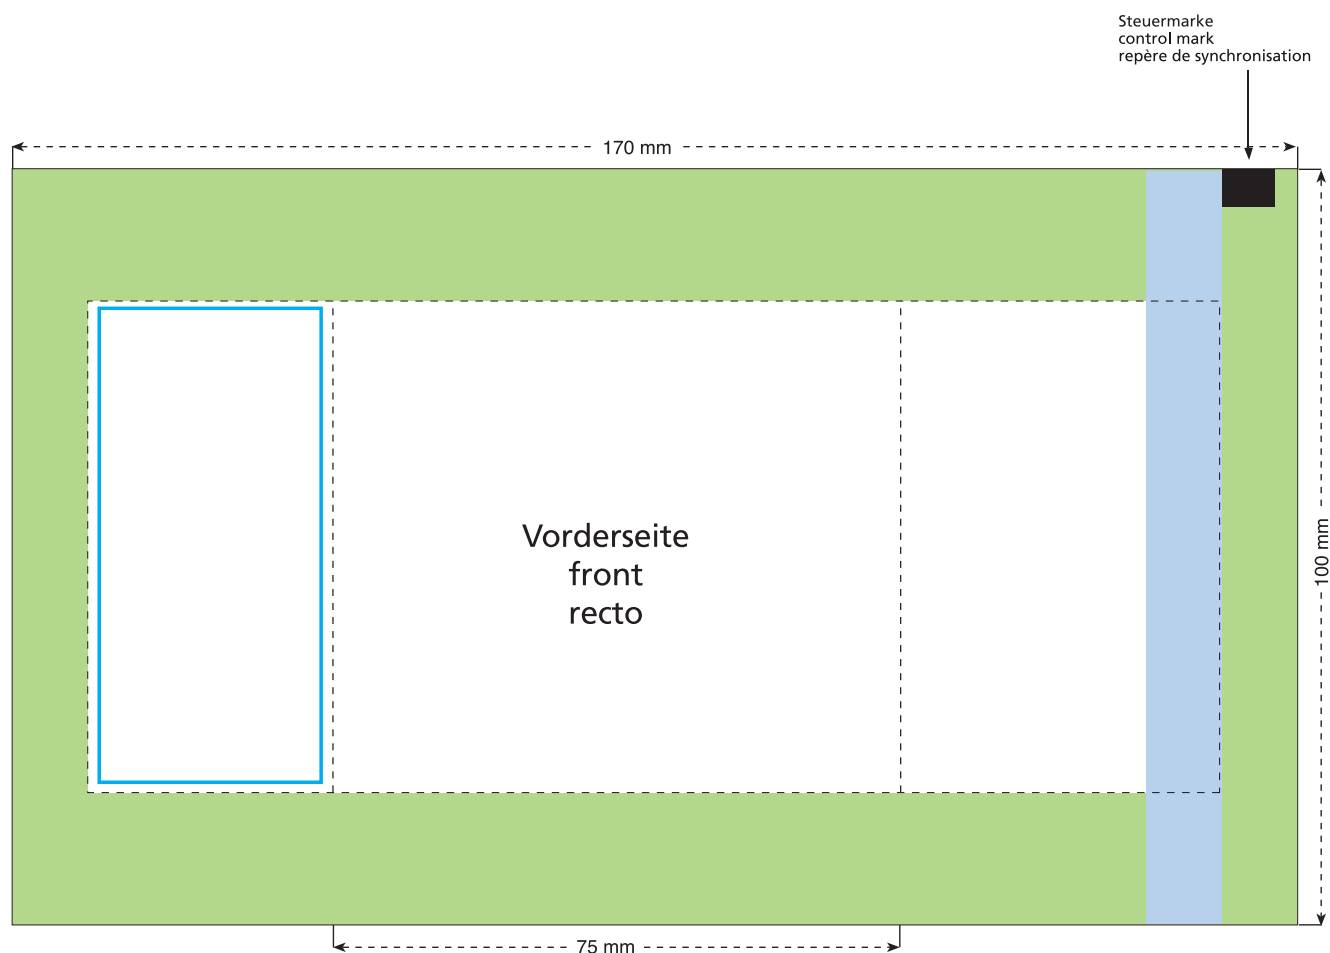 Steuermarke
control mark
repère de synchronisation
170 mm
Vorderseite
front
recto
100 mm
75 mm